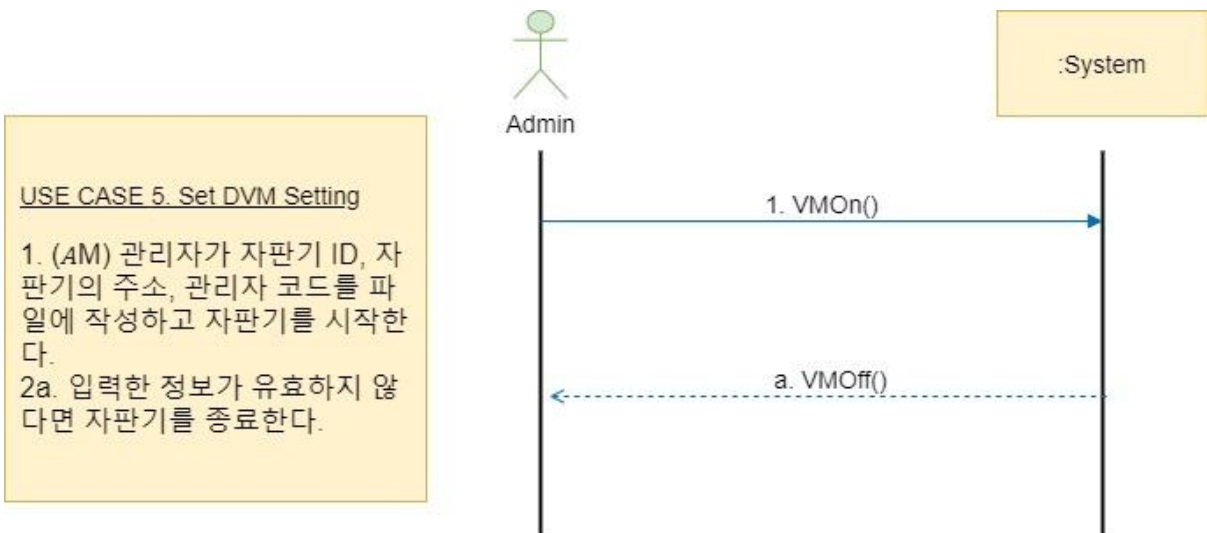 :System
Admin
USE CASE 5. Set DVM Setting
1. (AM) 관리자가 자판기 ID, 자
판기의 주소, 관리자 코드를 파
일에 작성하고 자판기를 시작한
다.
2a. 입력한 정보가 유효하지 않
다면 자판기를 종료한다.
1. VMOn()
a. VMOff()